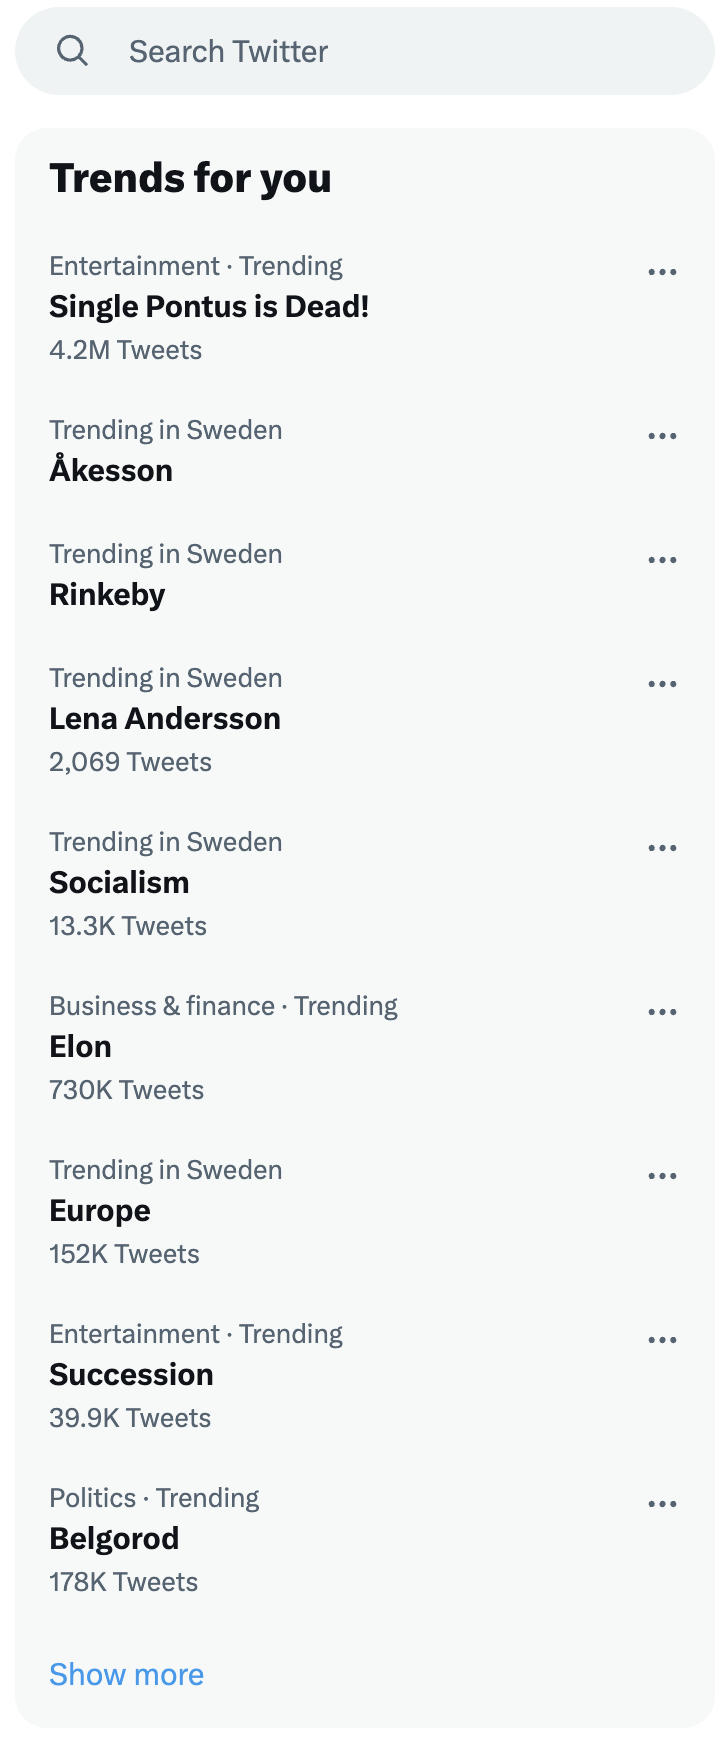 Search Twitter
Trends for you
Entertainment · Trending
Single Pontus is Dead!
4.2M Tweets
Trending in Sweden
Åkesson
Trending in Sweden
Rinkeby
Trending in Sweden
Lena Andersson
2,069 Tweets
Trending in Sweden
Socialism
13.3K Tweets
Business & finance · Trending
Elon
730K Tweets
Trending in Sweden
Europe
152K Tweets
Entertainment · Trending
Succession
39.9K Tweets
Politics · Trending
Belgorod
178K Tweets
Show more